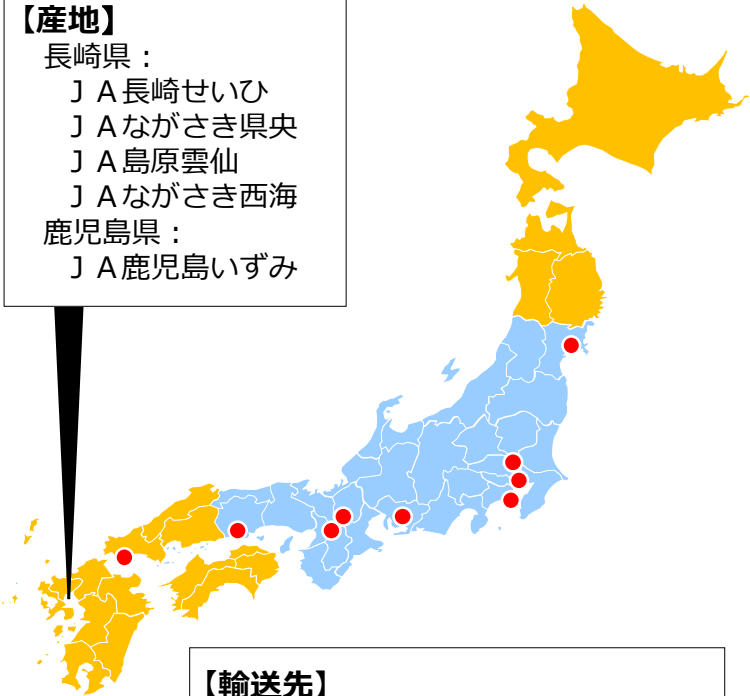 【産地】
長崎県：
ＪＡ長崎せいひ
ＪＡながさき県央
ＪＡ島原雲仙
ＪＡながさき西海
鹿児島県：
ＪＡ鹿児島いずみ
【輸送先】